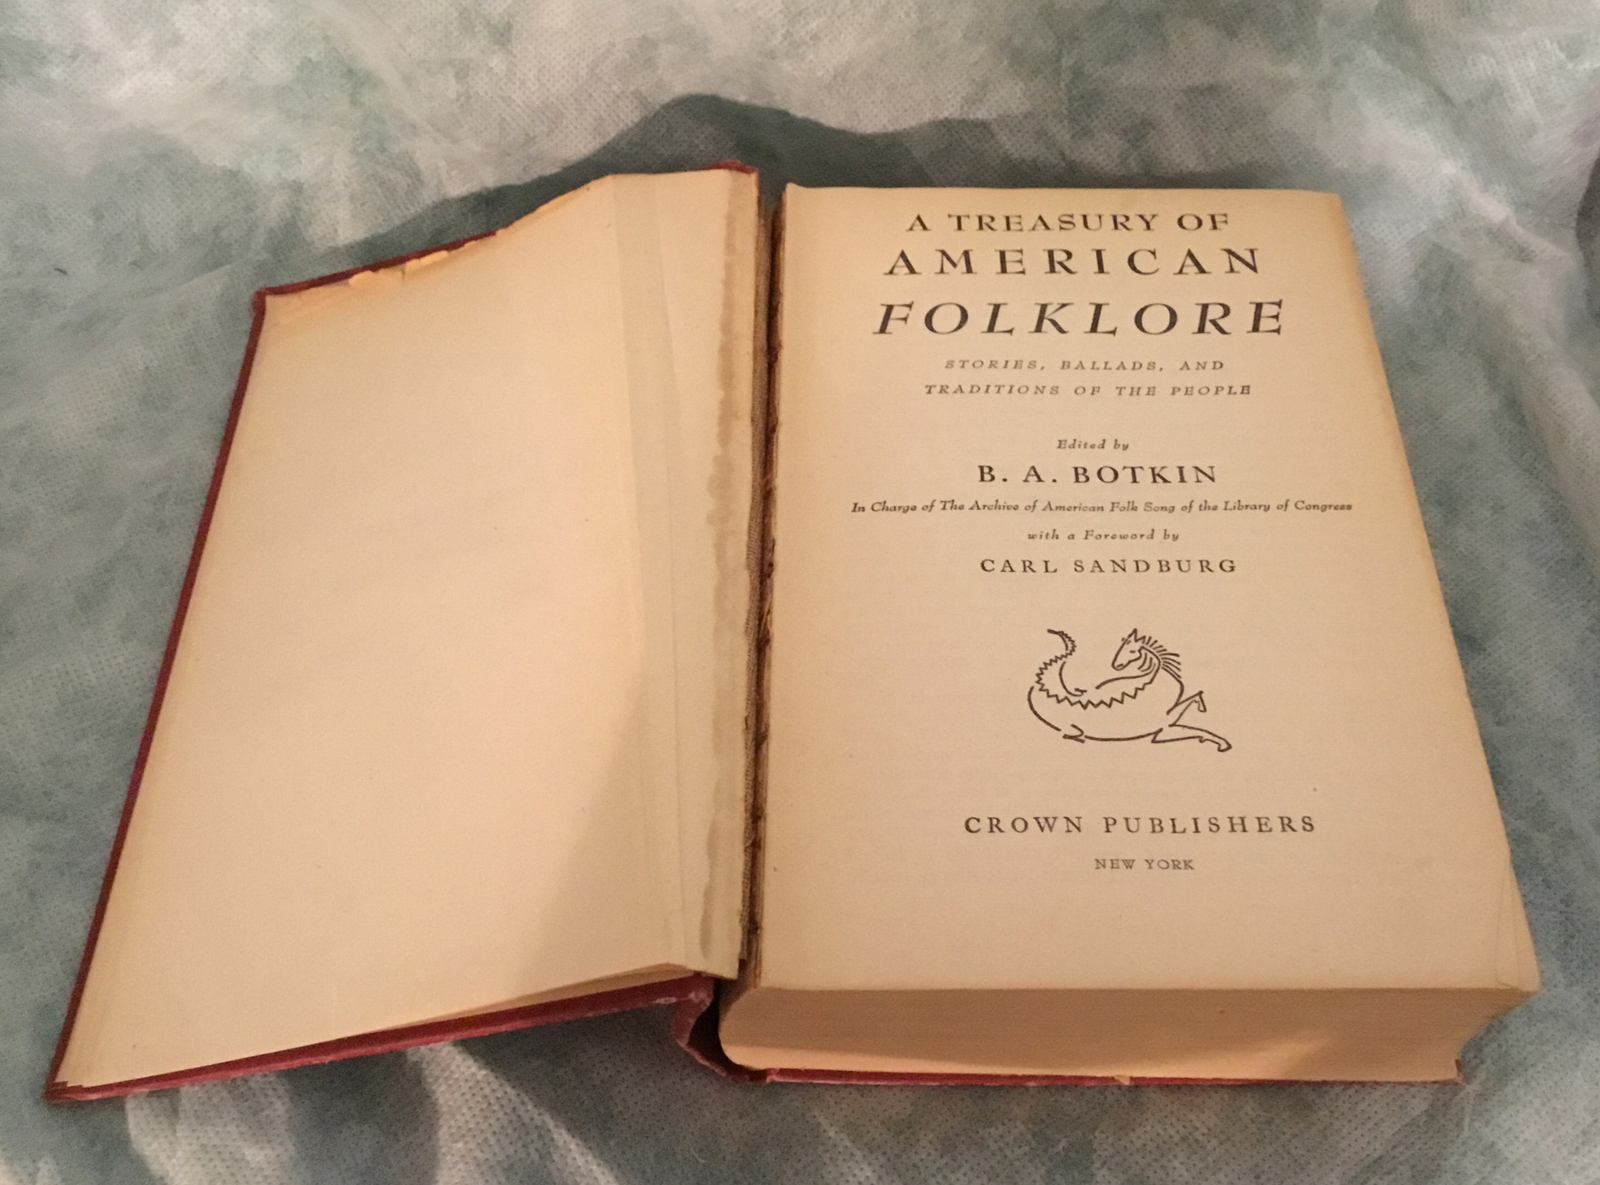 A TREASURY OF
AMERICAN
FOLKLORE
STORIES, BALLADS, AND
TRADITIONS OF THE PEOPLE
Edited by
B. A. BOTKIN
In Charge of The Archive of American Folk Song of the Library of Congress
with a Foreword by
CARL SANDBURG
CROWN PUBLISHERS
NEW YORK